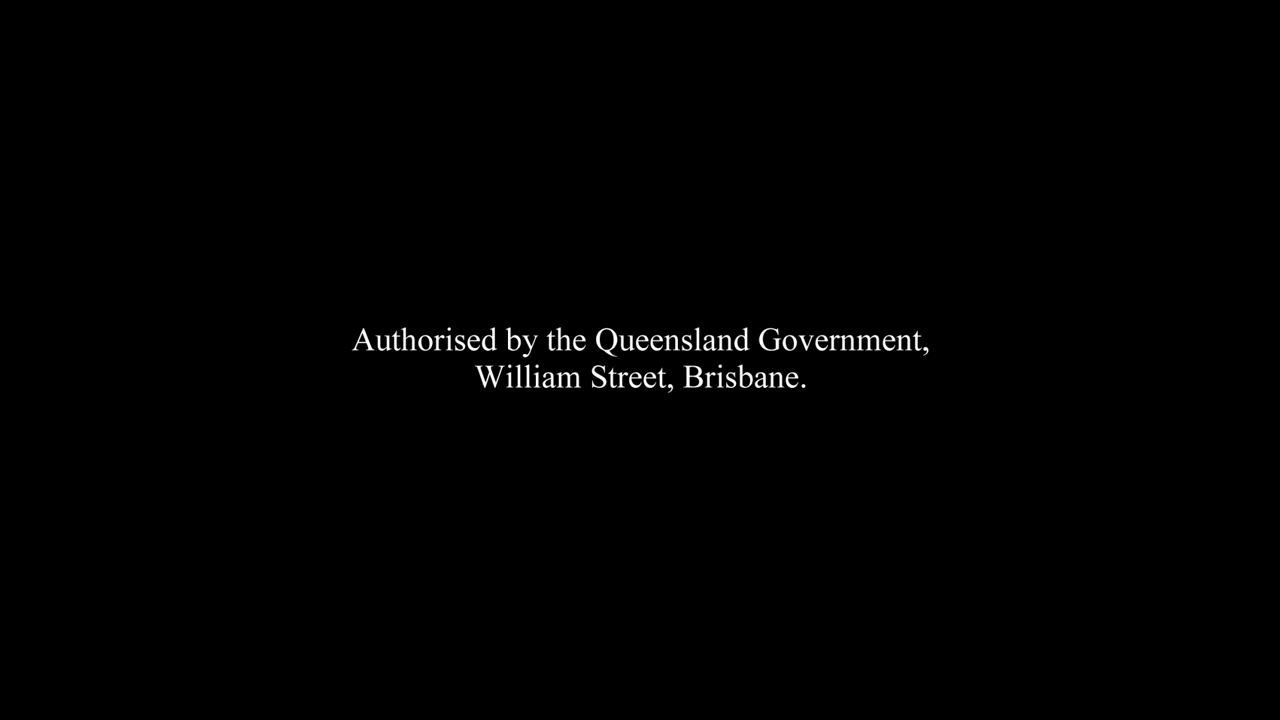 Authorised by the Queensland Government,
William Street, Brisbane.